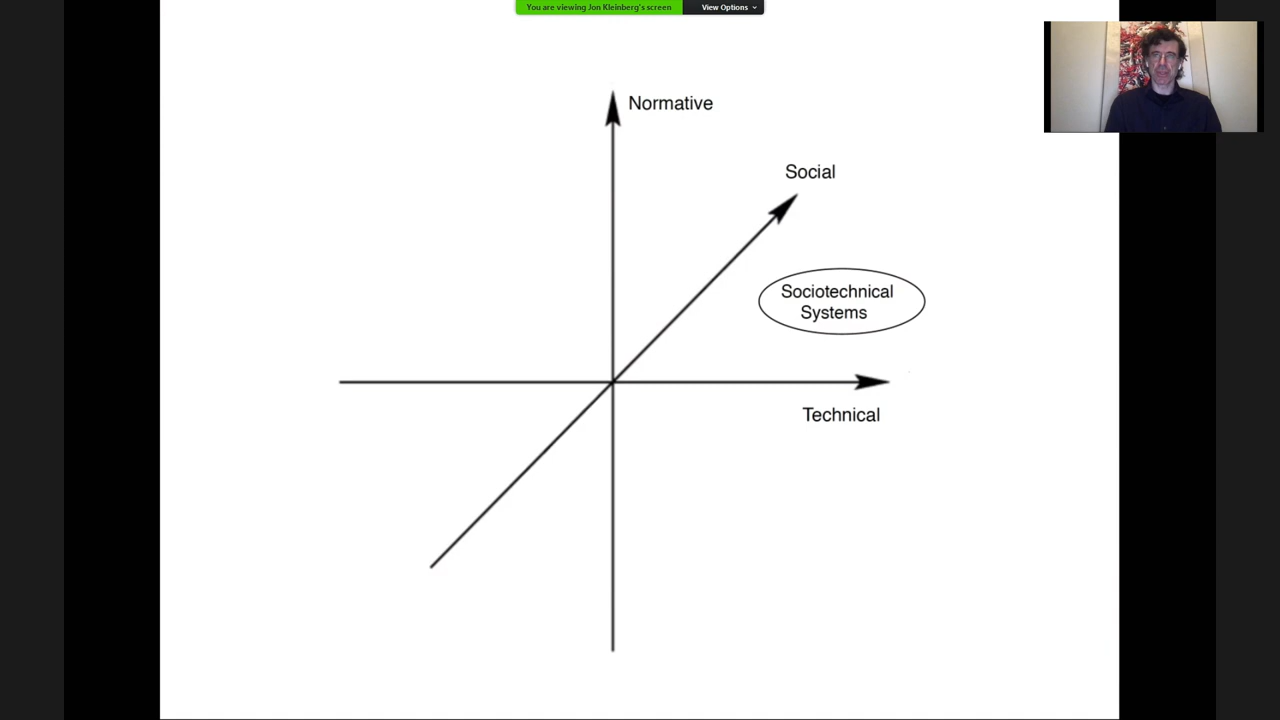 You are viewing Jon Kleinberg's screen
View Options
Normative
Social
Sociotechnical
Systems
Technical